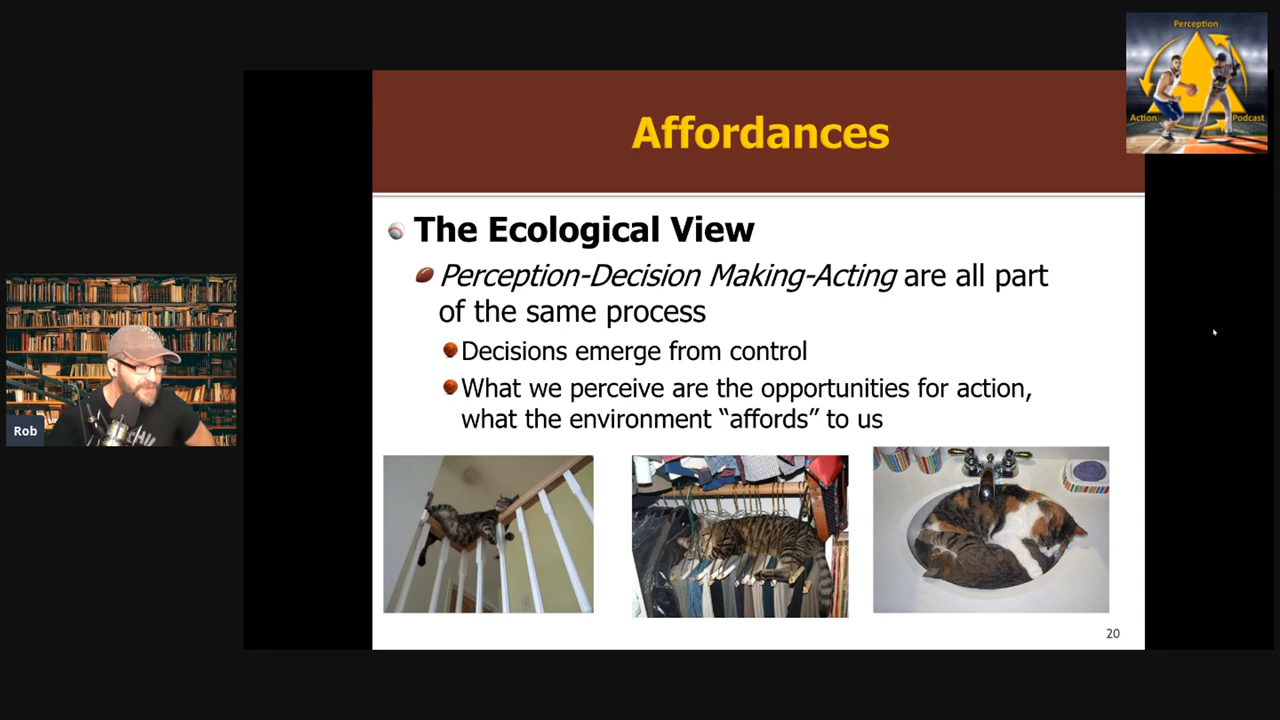 Perception
Action
Podcast
Affordances
The Ecological View
Perception-Decision Making-Acting are all part
of the same process
Decisions emerge from control
What we perceive are the opportunities for action,
what the environment “affords” to us
Rob
20